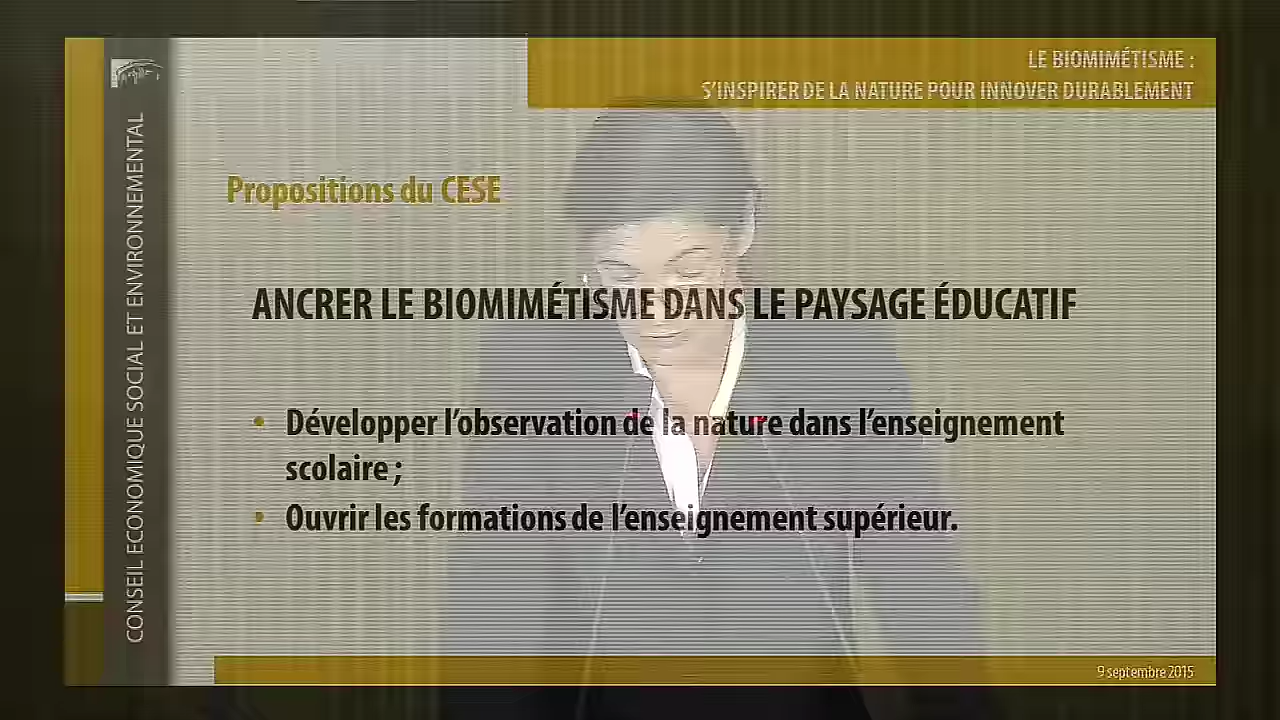 LE BIOMIMÉTISME :
S'INSPIRER DE LA NATURE POUR INNOVER DURABLEMENT
CONSEIL ECONOMIQUE SOCIAL ET ENVIRONNEMENTAL
Propositions du CESE
ANCRER LE BIOMIMÉTISME DANS LE PAYSAGE ÉDUCATIF
• Développer l'observation de la nature dans l'enseignement
scolaire ;
• Ouvrir les formations de l'enseignement supérieur.
9 septembre 2015